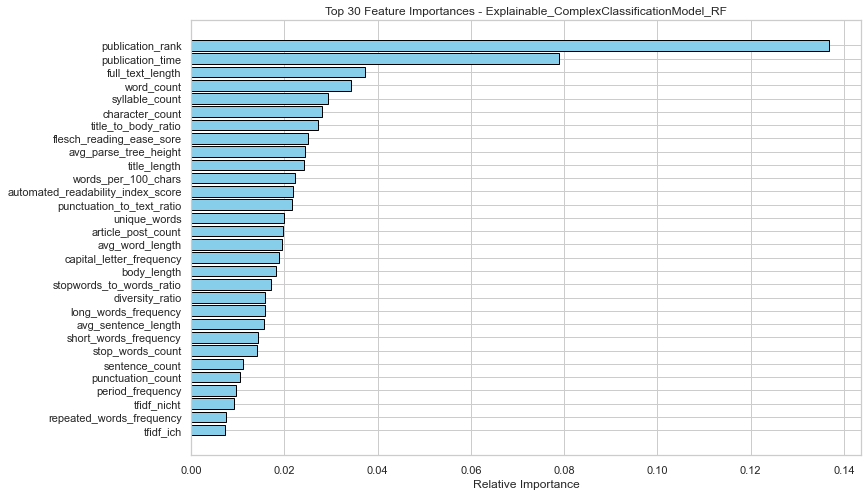 Top 30 Feature Importances - Explainable_ComplexClassificationModel_RF
publication_rank
publication_time
full_text_length
word_count
syllable_count
character_count
title_to_body_ratio
flesch_reading_ease_sore
avg_parse_tree_height
title_length
words_per_100_chars
automated_readability_index_score
punctuation_to_text_ratio
unique_words
article_post_count
avg_word_length
capital_letter_frequency
body_length
stopwords_to_words_ratio
diversity_ratio
long_words_frequency
avg_sentence_length
short_words_frequency
stop_words_count
sentence_count
punctuation_count
period_frequency
tfidf_nicht
repeated_words_frequency
tfidf_ich
0.00 0.02 0.04 0.06 0.08 0.10 0.12 0.14
Relative Importance